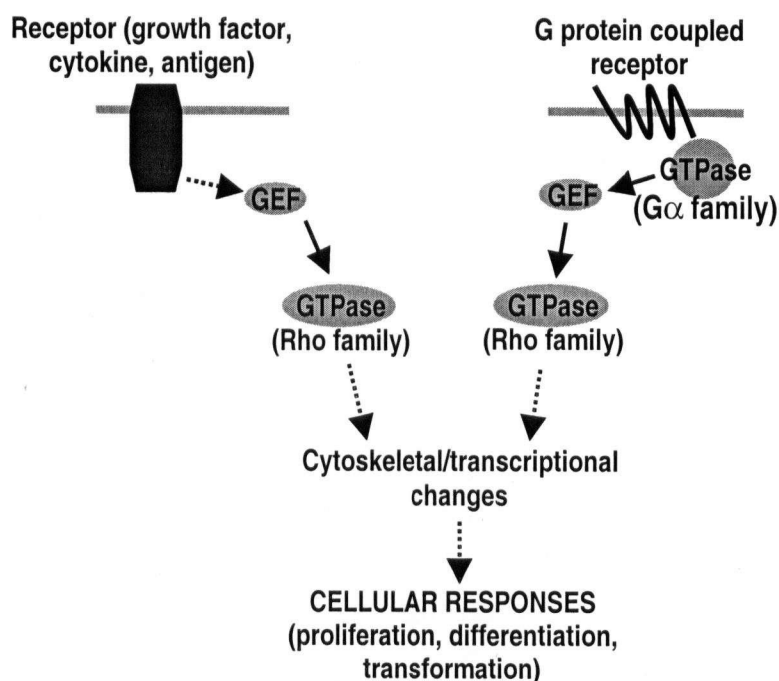 Receptor (growth factor,
cytokine, antigen)
G protein coupled
receptor
GEF
GEF
GTPase
(Gα family)
GTPase
(Rho family)
GTPase
(Rho family)
Cytoskeletal/transcriptional
changes
CELLULAR RESPONSES
(proliferation, differentiation,
transformation)